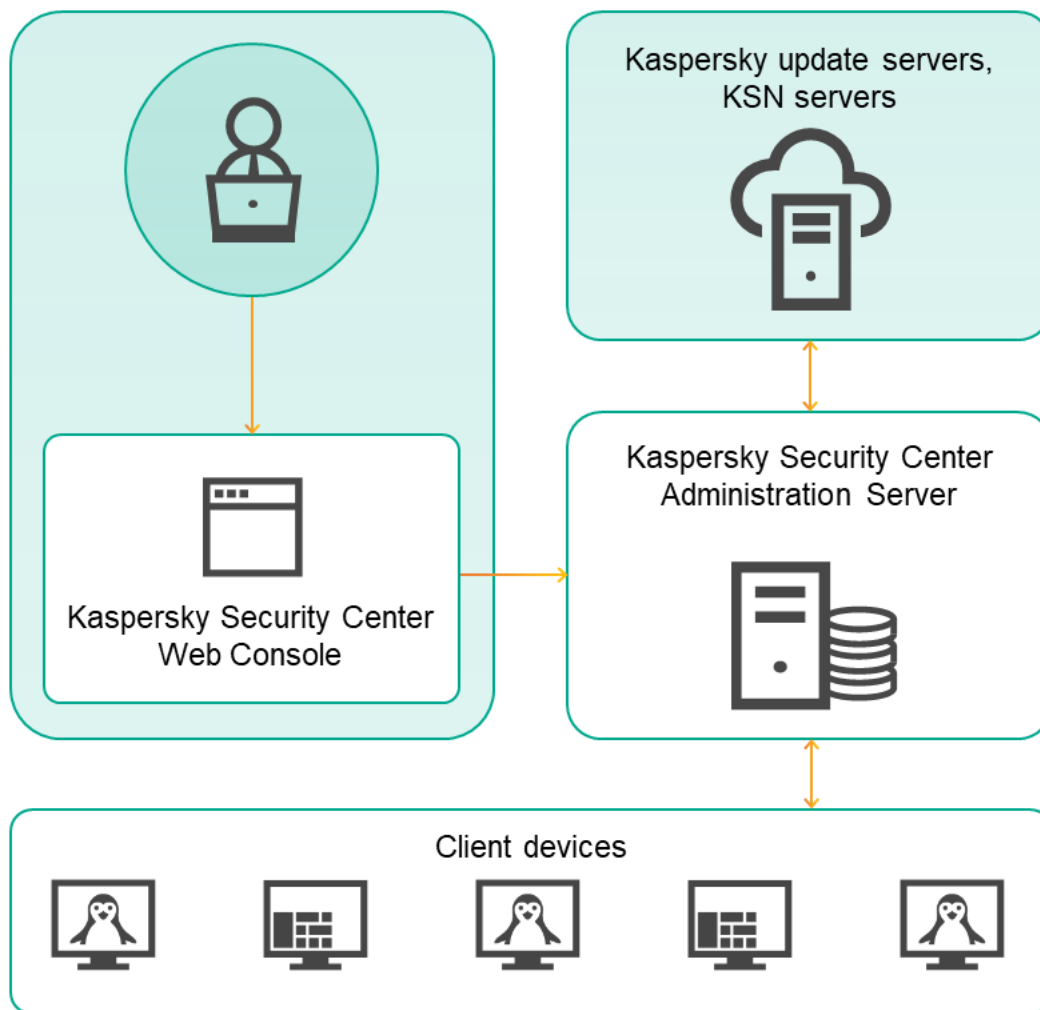 Kaspersky update servers,
KSN servers
Kaspersky Security Center
Administration Server
Kaspersky Security Center
Web Console
Client devices